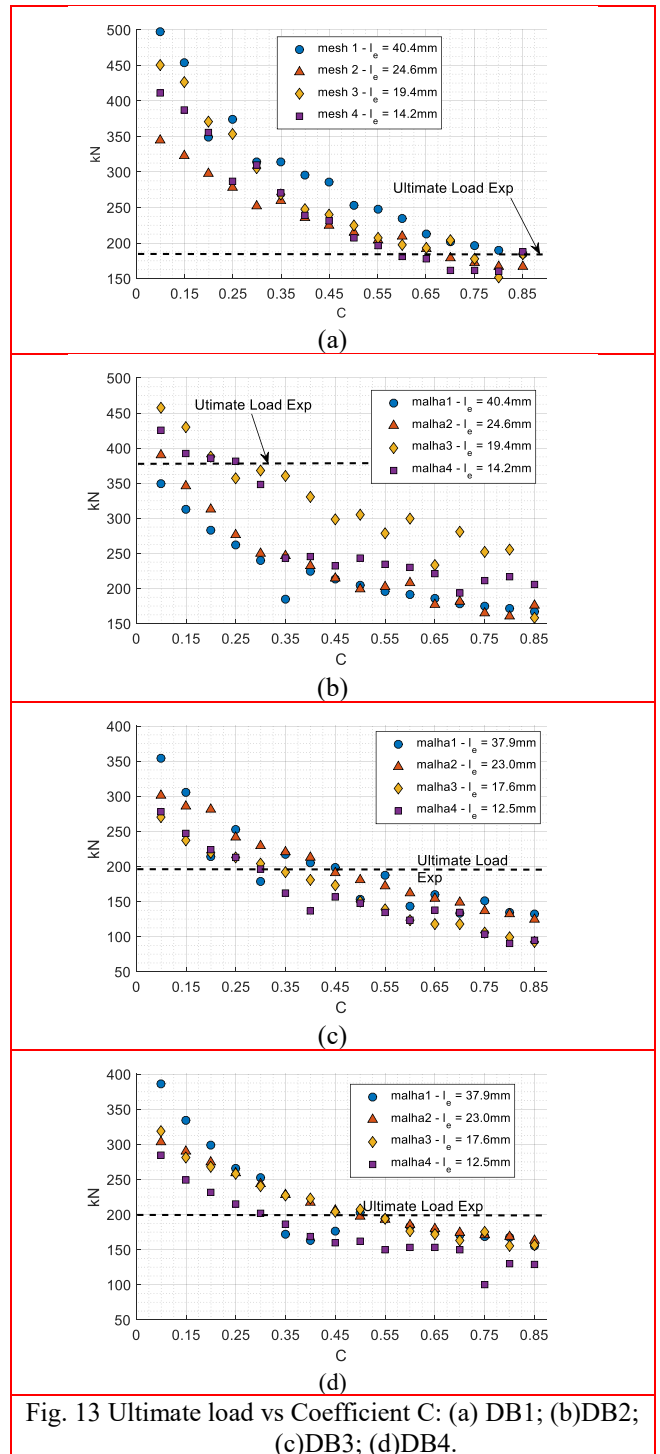 500
mesh 1 - l_e = 40.4mm
450
mesh 2 - l_e = 24.6mm
mesh 3 - l_e = 19.4mm
400
mesh 4 - l_e = 14.2mm
350
kN
300
250
Ultimate Load Exp
200
150
0 0.15 0.25 0.35 0.45 0.55 0.65 0.75 0.85
C
(a)
500
malha1 - l_e = 40.4mm
450
Utimate Load Exp
malha2 - l_e = 24.6mm
malha3 - l_e = 19.4mm
400
malha4 - l_e = 14.2mm
350
kN
300
250
200
150
0 0.15 0.25 0.35 0.45 0.55 0.65 0.75 0.85
C
(b)
400
malha1 - l_e = 37.9mm
350
malha2 - l_e = 23.0mm
malha3 - l_e = 17.6mm
300
malha4 - l_e = 12.5mm
250
kN
200
Ultimate Load
Exp
150
100
50
0 0.15 0.25 0.35 0.45 0.55 0.65 0.75 0.85
C
(c)
400
malha1 - l_e = 37.9mm
350
malha2 - l_e = 23.0mm
malha3 - l_e = 17.6mm
300
malha4 - l_e = 12.5mm
250
kN
200
Ultimate Load Exp
150
100
50
0 0.15 0.25 0.35 0.45 0.55 0.65 0.75 0.85
C
(d)
Fig. 13 Ultimate load vs Coefficient C: (a) DB1; (b)DB2;
(c)DB3; (d)DB4.